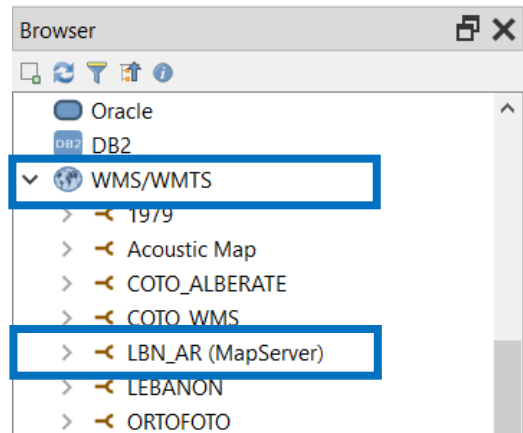 Browser
Oracle
DB2 DB2
WMS/WMTS
1979
Acoustic Map
COTO_ALBERATE
COTO_WMS
LBN_AR (MapServer)
LEBANON
ORTOFOTO